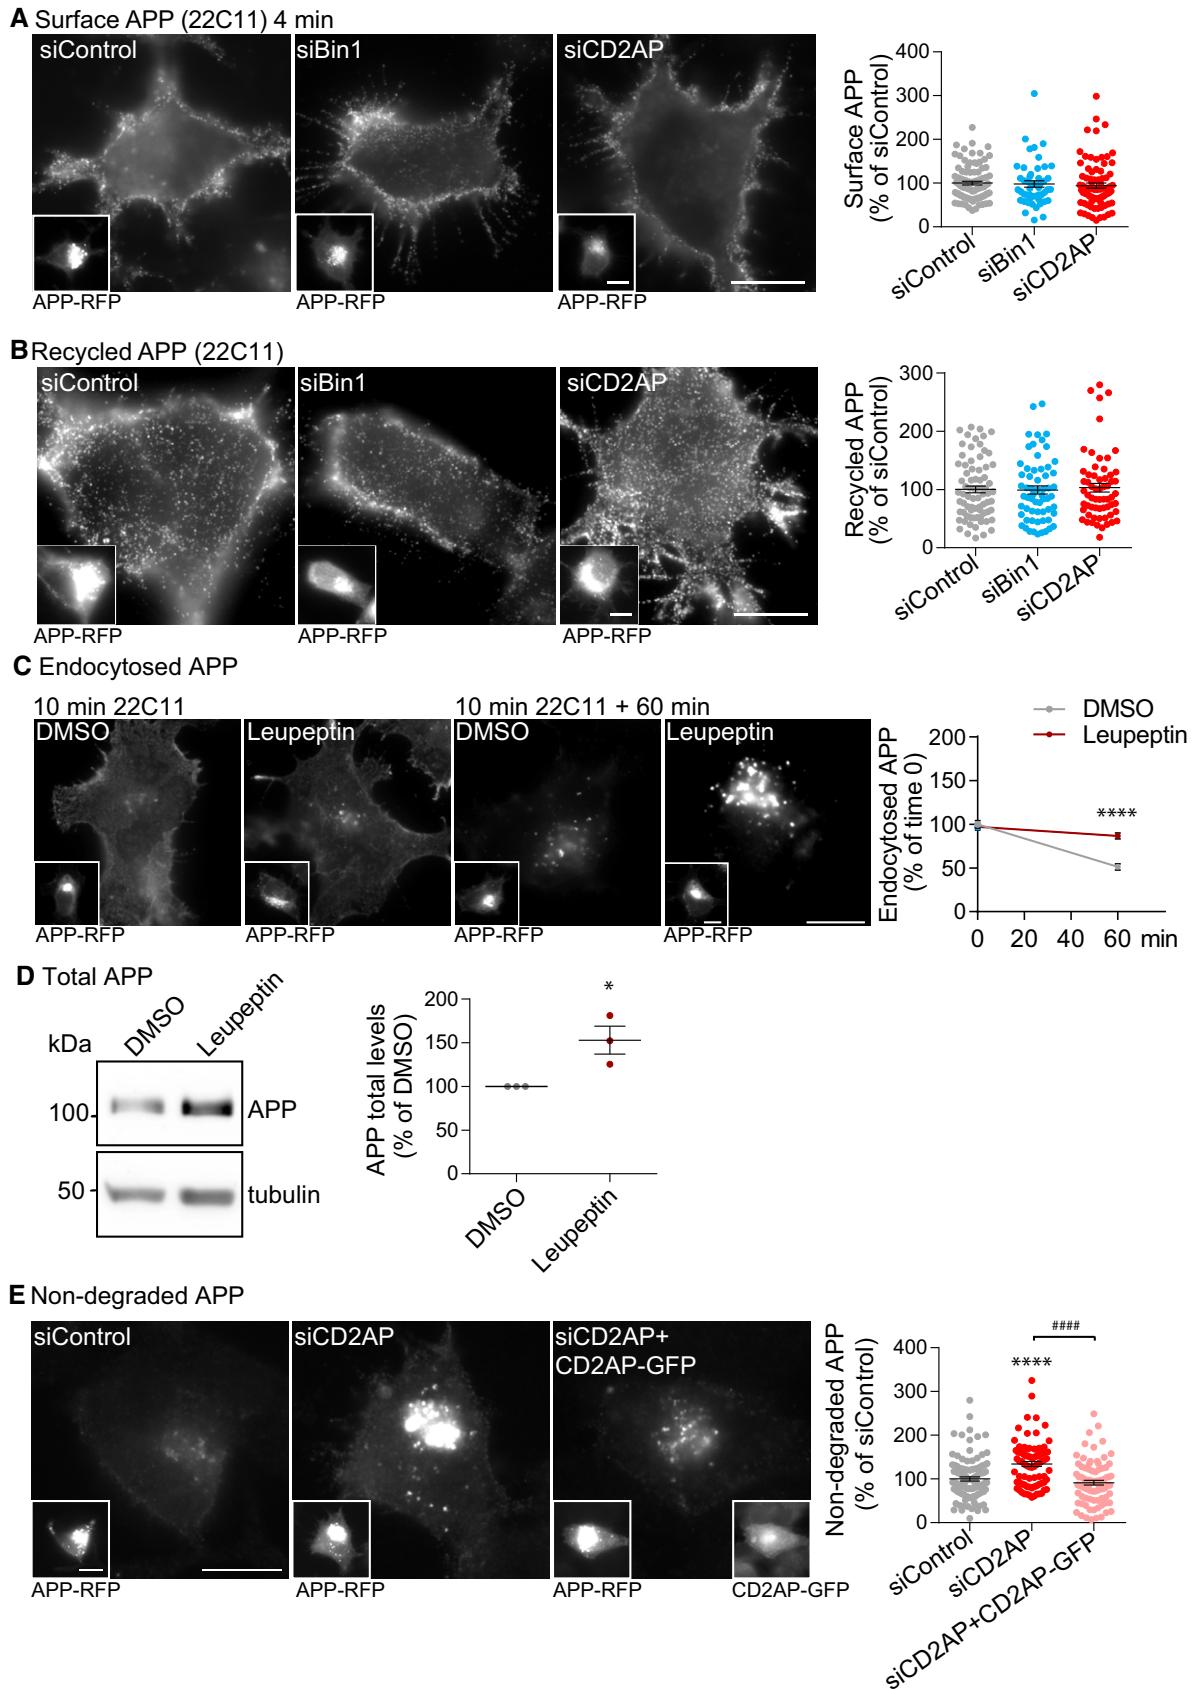 A Surface APP (22C11) 4 min
siControl
siBin1
siCD2AP
APP-RFP
APP-RFP
APP-RFP
Surface APP
(% of siControl)
400
300
200
100
0
siControl
siBin1
siCD2AP
B Recycled APP (22C11)
siControl
siBin1
siCD2AP
APP-RFP
APP-RFP
APP-RFP
Recycled APP
(% of siControl)
300
200
100
0
siControl
siBin1
siCD2AP
C Endocytosed APP
10 min 22C11
10 min 22C11 + 60 min
DMSO
Leupeptin
DMSO
Leupeptin
APP-RFP
APP-RFP
APP-RFP
APP-RFP
DMSO
Leupeptin
Endocytosed APP
(% of time 0)
200
150
100
50
0
****
0 20 40 60 min
D Total APP
kDa
DMSO
Leupeptin
100
APP
50
tubulin
APP total levels
(% of DMSO)
200
150
100
50
0
*
DMSO
Leupeptin
E Non-degraded APP
siControl
siCD2AP
siCD2AP+
CD2AP-GFP
APP-RFP
APP-RFP
APP-RFP
CD2AP-GFP
Non-degraded APP
(% of siControl)
400
300
200
100
0
####
****
siControl
siCD2AP
siCD2AP+CD2AP-GFP